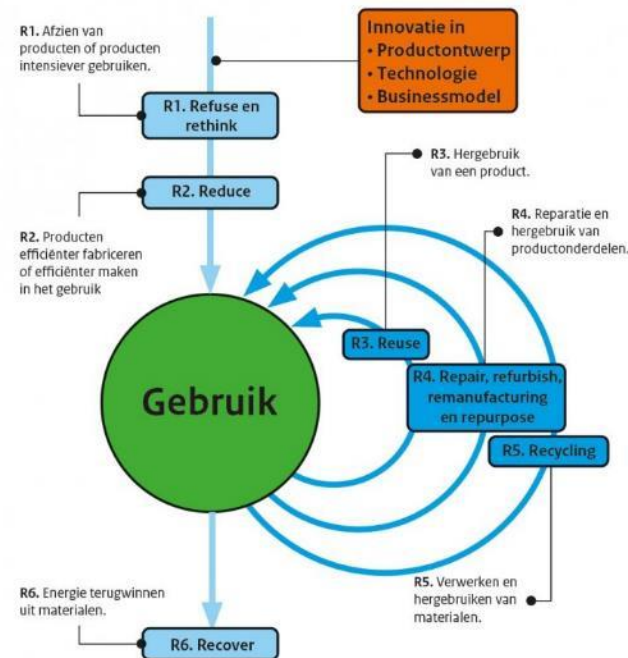 R1. Afzien van
producten of producten
intensiever gebruiken.
Innovatie in
• Productontwerp
• Technologie
• Businessmodel
R1. Refuse en
rethink
R3. Hergebruik
van een product.
R2. Reduce
R4. Reparatie en
hergebruik van
productonderdelen.
R2. Producten
efficiënter fabriceren
of efficiënter maken
in het gebruik
R3. Reuse
Gebruik
R4. Repair, refurbish,
remanufacturing
en repurpose
R5. Recycling
R6. Energie terugwinnen
uit materialen.
R5. Verwerken en
hergebruiken van
materialen.
R6. Recover